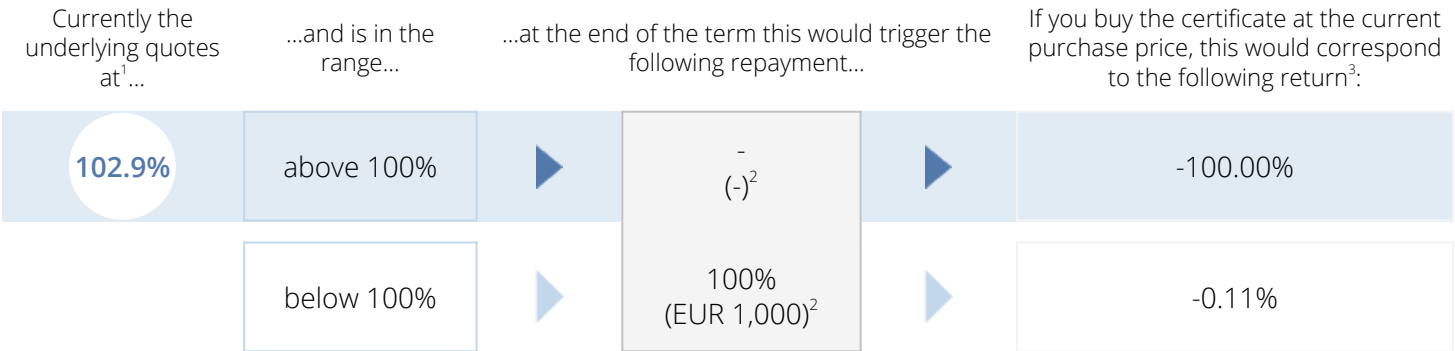 Currently the
underlying quotes
at¹...
...and is in the
range...
...at the end of the term this would trigger the
following repayment...
If you buy the certificate at the current
purchase price, this would correspond
to the following return³:
102.9%
above 100%
-
(-)²
-100.00%
below 100%
100%
(EUR 1,000)²
-0.11%